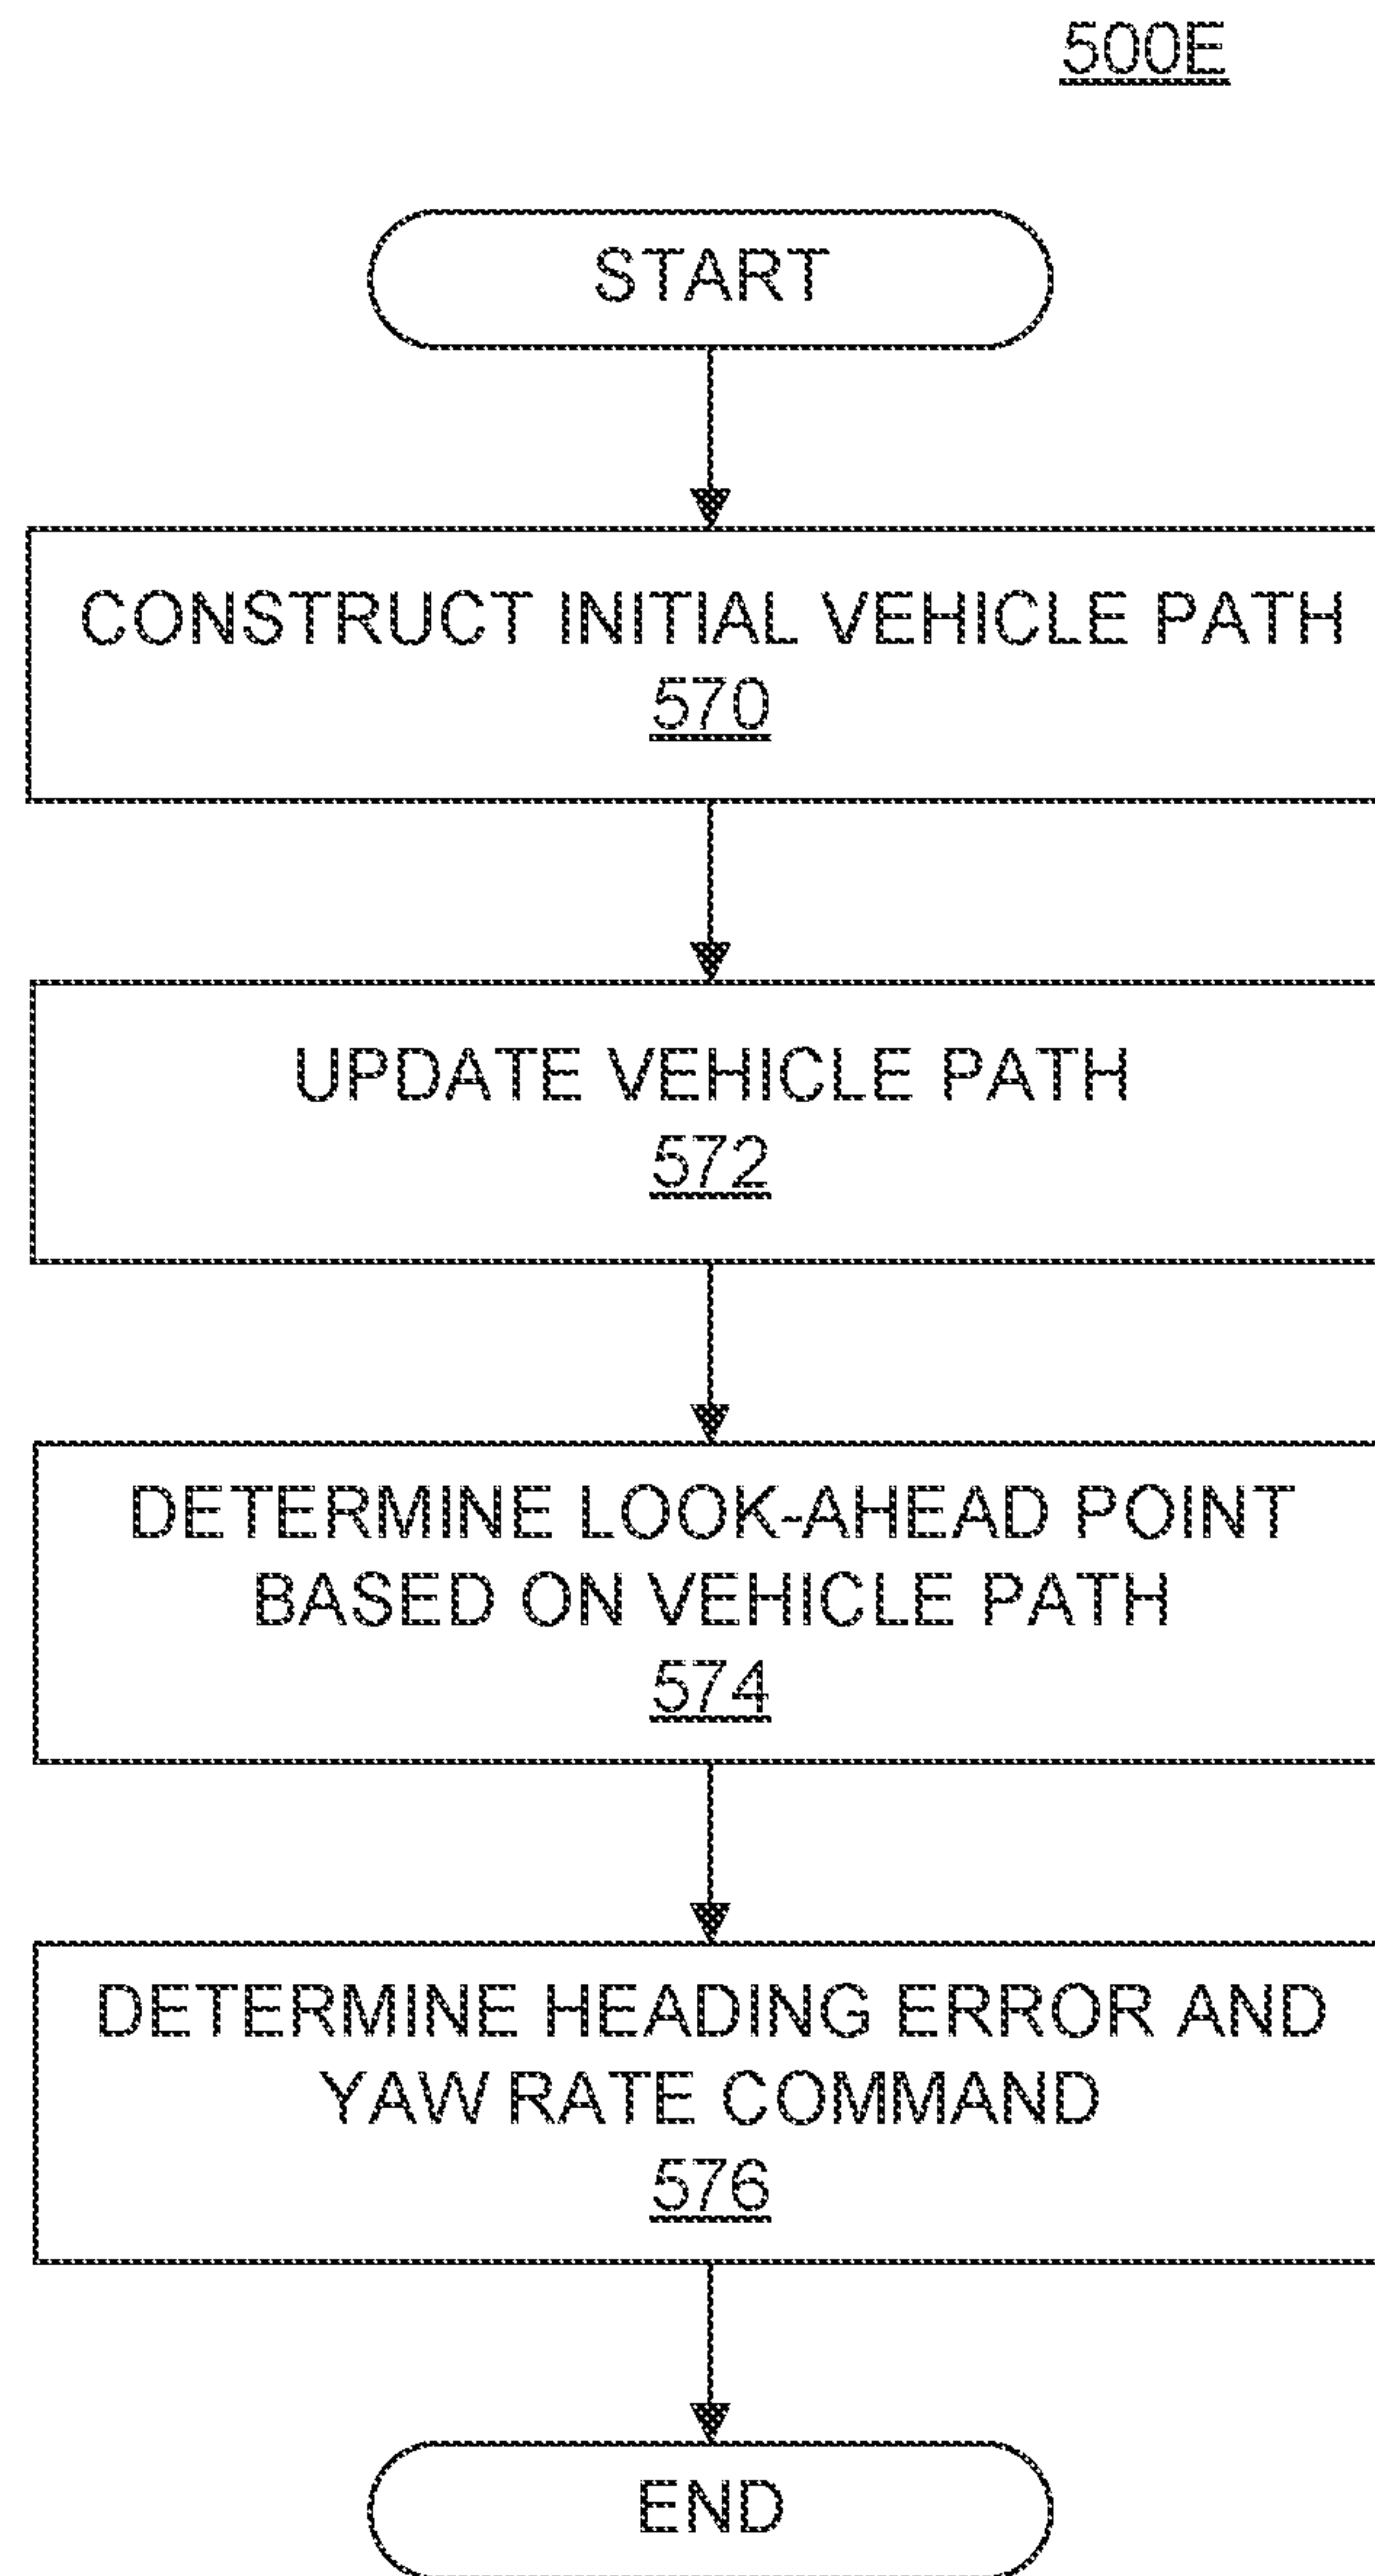 500E
START
CONSTRUCT INITIAL VEHICLE PATH
570
UPDATE VEHICLE PATH
572
DETERMINE LOOK-AHEAD POINT
BASED ON VEHICLE PATH
574
DETERMINE HEADING ERROR AND
YAW RATE COMMAND
576
END